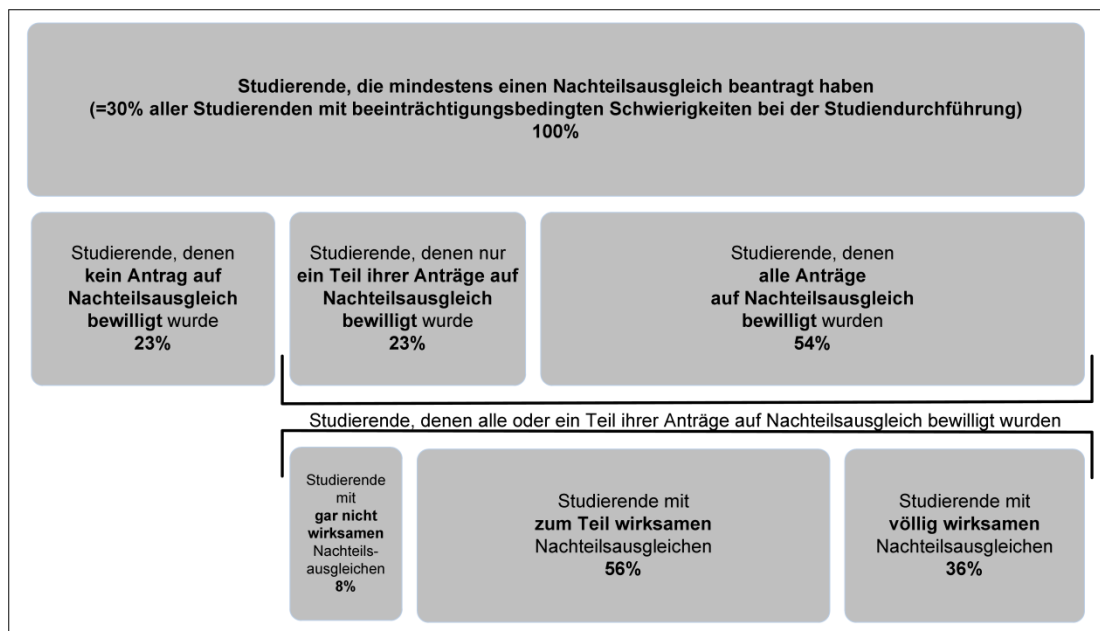 Studierende, die mindestens einen Nachteilsausgleich beantragt haben
(=30% aller Studierenden mit beeinträchtigungsbedingten Schwierigkeiten bei der Studiendurchführung)
100%
Studierende, denen
kein Antrag auf
Nachteilsausgleich
bewilligt wurde
23%
Studierende, denen nur
ein Teil ihrer Anträge auf
Nachteilsausgleich
bewilligt wurde
23%
Studierende, denen
alle Anträge
auf Nachteilsausgleich
bewilligt wurden
54%
Studierende, denen alle oder ein Teil ihrer Anträge auf Nachteilsausgleich bewilligt wurden
Studierende
mit
gar nicht
wirksamen
Nachteils-
ausgleichen
8%
Studierende mit
zum Teil wirksamen
Nachteilsausgleichen
56%
Studierende mit
völlig wirksamen
Nachteilsausgleichen
36%